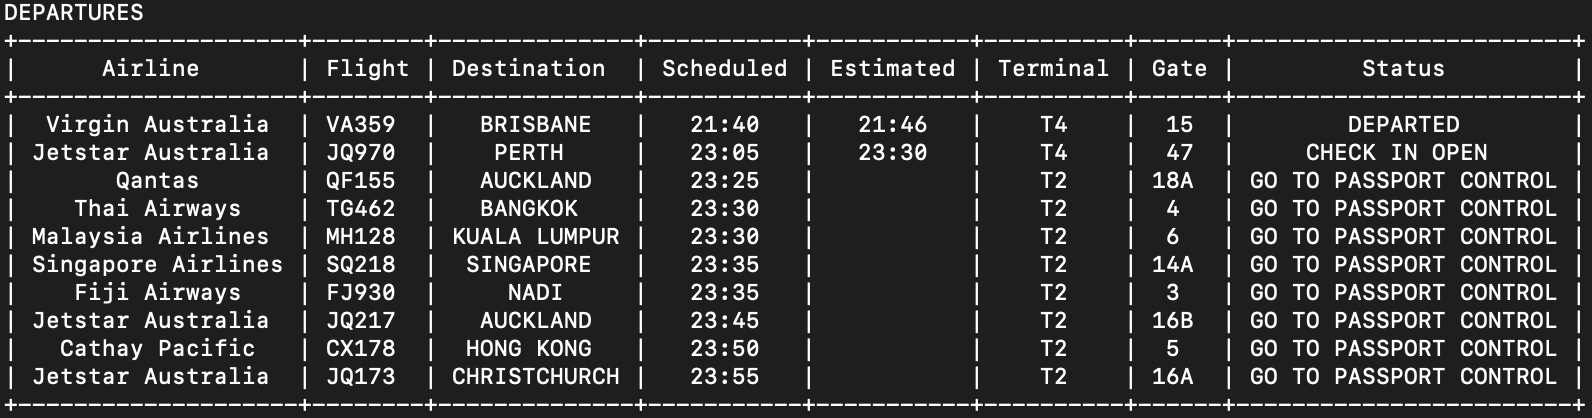 DEPARTURES
+--------------------+--------+--------------+-----------+-----------+----------+------+------------------------+
|      Airline       | Flight | Destination  | Scheduled | Estimated | Terminal | Gate |         Status         |
+--------------------+--------+--------------+-----------+-----------+----------+------+------------------------+
|  Virgin Australia  | VA359  |   BRISBANE   |   21:40   |   21:46   |    T4    |  15  |        DEPARTED        |
| Jetstar Australia  | JQ970  |    PERTH     |   23:05   |   23:30   |    T4    |  47  |     CHECK IN OPEN      |
|       Qantas       | QF155  |   AUCKLAND   |   23:25   |           |    T2    | 18A  | GO TO PASSPORT CONTROL |
|    Thai Airways    | TG462  |   BANGKOK    |   23:30   |           |    T2    |  4   | GO TO PASSPORT CONTROL |
| Malaysia Airlines  | MH128  | KUALA LUMPUR |   23:30   |           |    T2    |  6   | GO TO PASSPORT CONTROL |
| Singapore Airlines | SQ218  |  SINGAPORE   |   23:35   |           |    T2    | 14A  | GO TO PASSPORT CONTROL |
|    Fiji Airways    | FJ930  |     NADI     |   23:35   |           |    T2    |  3   | GO TO PASSPORT CONTROL |
| Jetstar Australia  | JQ217  |   AUCKLAND   |   23:45   |           |    T2    | 16B  | GO TO PASSPORT CONTROL |
|   Cathay Pacific   | CX178  |  HONG KONG   |   23:50   |           |    T2    |  5   | GO TO PASSPORT CONTROL |
| Jetstar Australia  | JQ173  | CHRISTCHURCH |   23:55   |           |    T2    | 16A  | GO TO PASSPORT CONTROL |
+--------------------+--------+--------------+-----------+-----------+----------+------+------------------------+